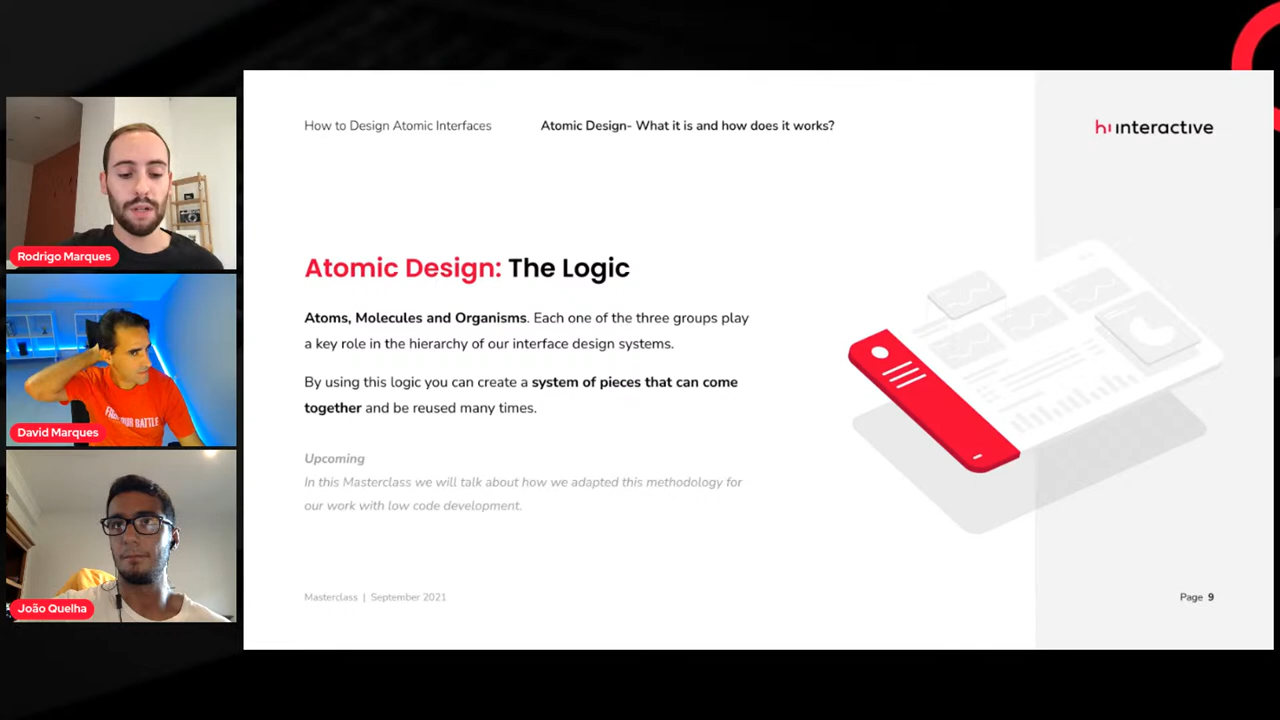 How to Design Atomic Interfaces
Atomic Design- What it is and how does it works?
hi interactive
Rodrigo Marques
Atomic Design: The Logic
Atoms, Molecules and Organisms. Each one of the three groups play
a key role in the hierarchy of our interface design systems.
By using this logic you can create a system of pieces that can come
together and be reused many times.
Upcoming
In this Masterclass we will talk about how we adapted this methodology for
our work with low code development.
OUR BATTLE
David Marques
João Quelha
Masterclass | September 2021
Page 9